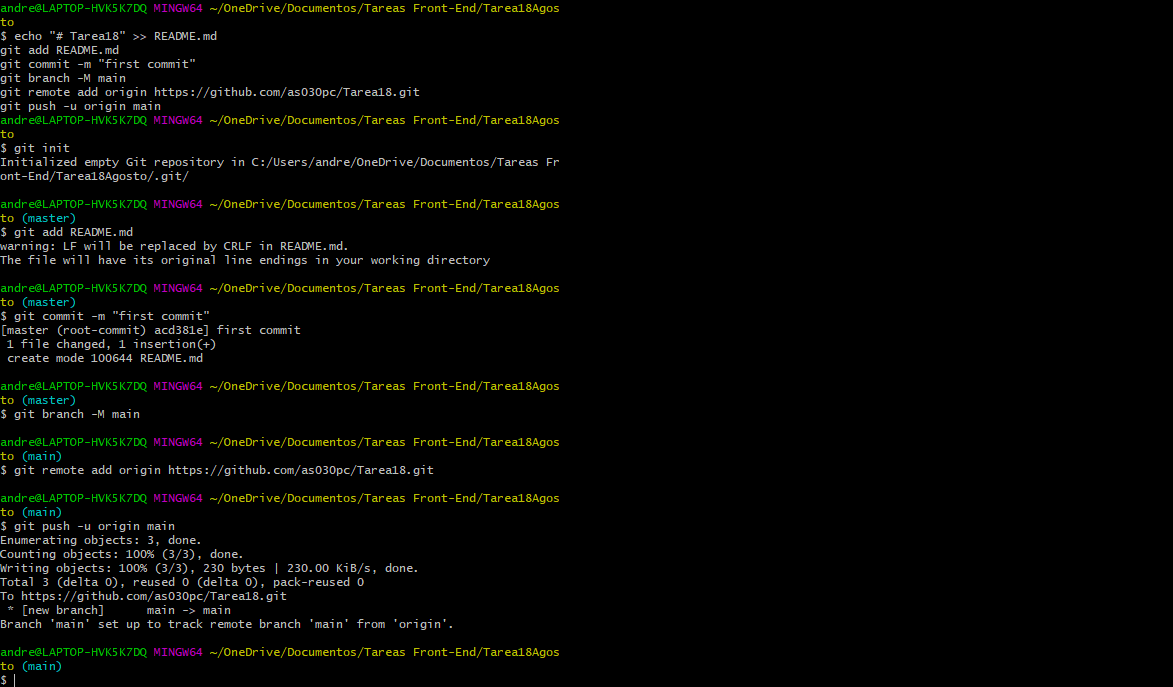 andre@LAPTOP-HVK5K7DQ MINGW64 ~/OneDrive/Documentos/Tareas Front-End/Tarea18Agos
to
$ echo "# Tarea18" >> README.md
git add README.md
git commit -m "first commit"
git branch -M main
git remote add origin https://github.com/as030pc/Tarea18.git
git push -u origin main
andre@LAPTOP-HVK5K7DQ MINGW64 ~/OneDrive/Documentos/Tareas Front-End/Tarea18Agos
to
$ git init
Initialized empty Git repository in C:/Users/andre/OneDrive/Documentos/Tareas Fr
ont-End/Tarea18Agosto/.git/

andre@LAPTOP-HVK5K7DQ MINGW64 ~/OneDrive/Documentos/Tareas Front-End/Tarea18Agos
to (master)
$ git add README.md
warning: LF will be replaced by CRLF in README.md.
The file will have its original line endings in your working directory

andre@LAPTOP-HVK5K7DQ MINGW64 ~/OneDrive/Documentos/Tareas Front-End/Tarea18Agos
to (master)
$ git commit -m "first commit"
[master (root-commit) acd381e] first commit
 1 file changed, 1 insertion(+)
 create mode 100644 README.md

andre@LAPTOP-HVK5K7DQ MINGW64 ~/OneDrive/Documentos/Tareas Front-End/Tarea18Agos
to (master)
$ git branch -M main

andre@LAPTOP-HVK5K7DQ MINGW64 ~/OneDrive/Documentos/Tareas Front-End/Tarea18Agos
to (main)
$ git remote add origin https://github.com/as030pc/Tarea18.git

andre@LAPTOP-HVK5K7DQ MINGW64 ~/OneDrive/Documentos/Tareas Front-End/Tarea18Agos
to (main)
$ git push -u origin main
Enumerating objects: 3, done.
Counting objects: 100% (3/3), done.
Writing objects: 100% (3/3), 230 bytes | 230.00 KiB/s, done.
Total 3 (delta 0), reused 0 (delta 0), pack-reused 0
To https://github.com/as030pc/Tarea18.git
 * [new branch]      main -> main
Branch 'main' set up to track remote branch 'main' from 'origin'.

andre@LAPTOP-HVK5K7DQ MINGW64 ~/OneDrive/Documentos/Tareas Front-End/Tarea18Agos
to (main)
$